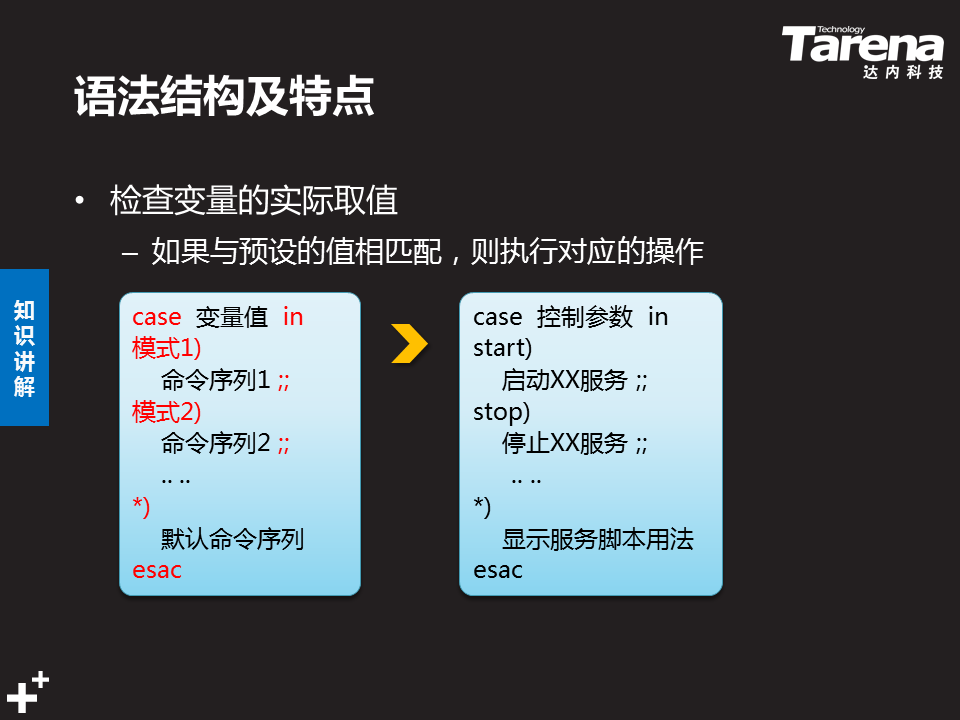 Technology
Tarena
达内科技
语法结构及特点
• 检查变量的实际取值
– 如果与预设的值相匹配，则执行对应的操作
知识讲解
case 变量值 in
模式1)
命令序列1 ;;
模式2)
命令序列2 ;;
.. ..
*)
默认命令序列
esac
case 控制参数 in
start)
启动XX服务 ;;
stop)
停止XX服务 ;;
.. ..
*)
显示服务脚本用法
esac